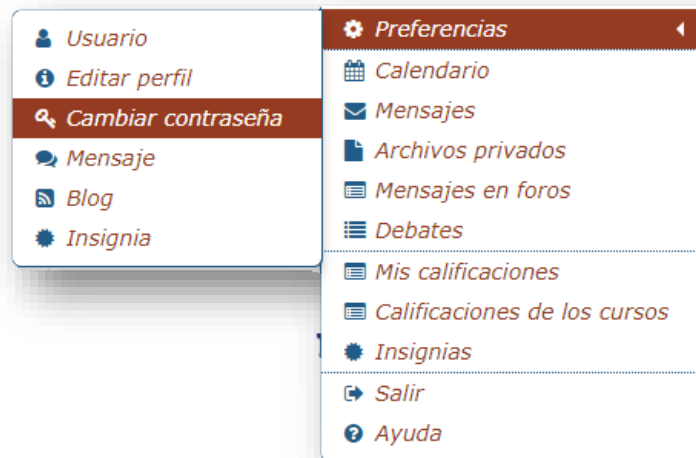 Usuario
Editar perfil
Cambiar contraseña
Mensaje
Blog
Insignia
Preferencias
Calendario
Mensajes
Archivos privados
Mensajes en foros
Debates
Mis calificaciones
Calificaciones de los cursos
Insignias
Salir
Ayuda